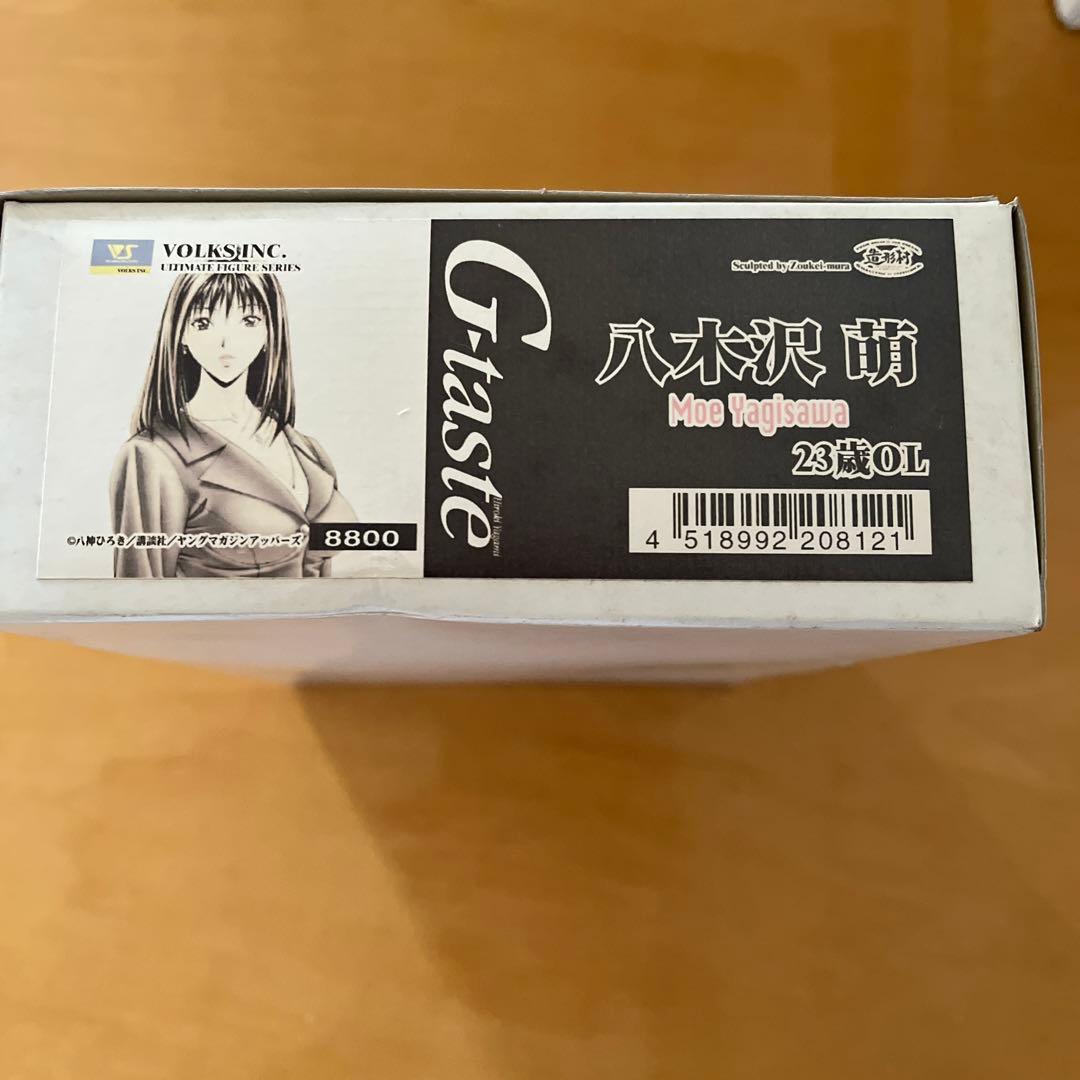 VS
VOLKS INC.
VOLKS INC.
ULTIMATE FIGURE SERIES
©八神ひろき/講談社/ヤングマガジンアッパーズ
8800
G-taste
Hiroki Yagami
Sculpted by Zoukei-mura
造形村
八木沢 萌
Moe Yagisawa
23歳OL
4 518992 208121